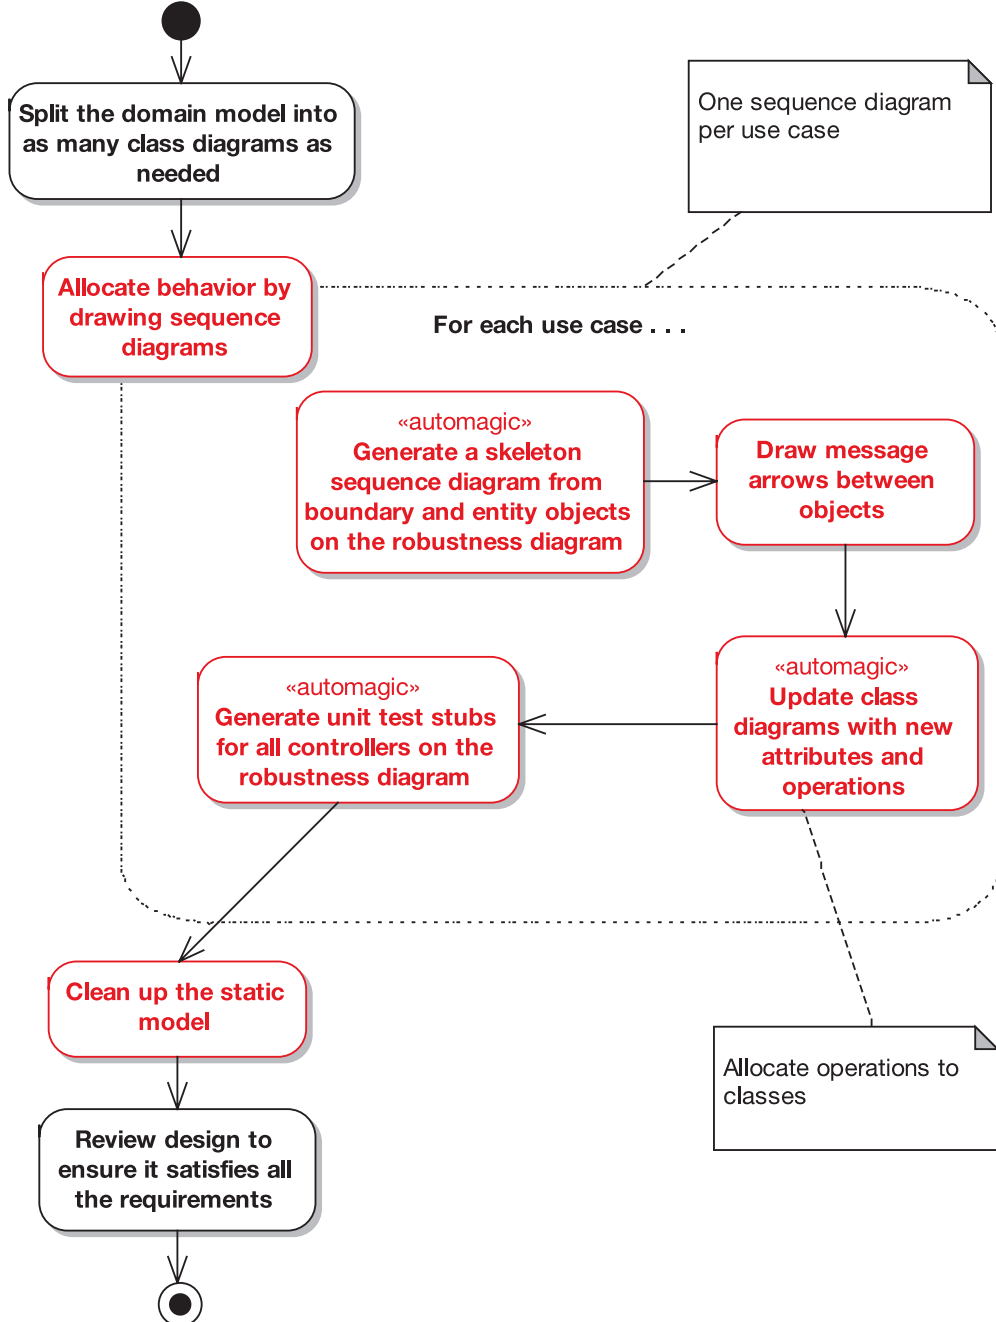 Split the domain model into
as many class diagrams as
needed
One sequence diagram
per use case
Allocate behavior by
drawing sequence
diagrams
For each use case . . .
«automagic»
Generate a skeleton
sequence diagram from
boundary and entity objects
on the robustness diagram
Draw message
arrows between
objects
«automagic»
Update class
diagrams with new
attributes and
operations
«automagic»
Generate unit test stubs
for all controllers on the
robustness diagram
Clean up the static
model
Allocate operations to
classes
Review design to
ensure it satisfies all
the requirements